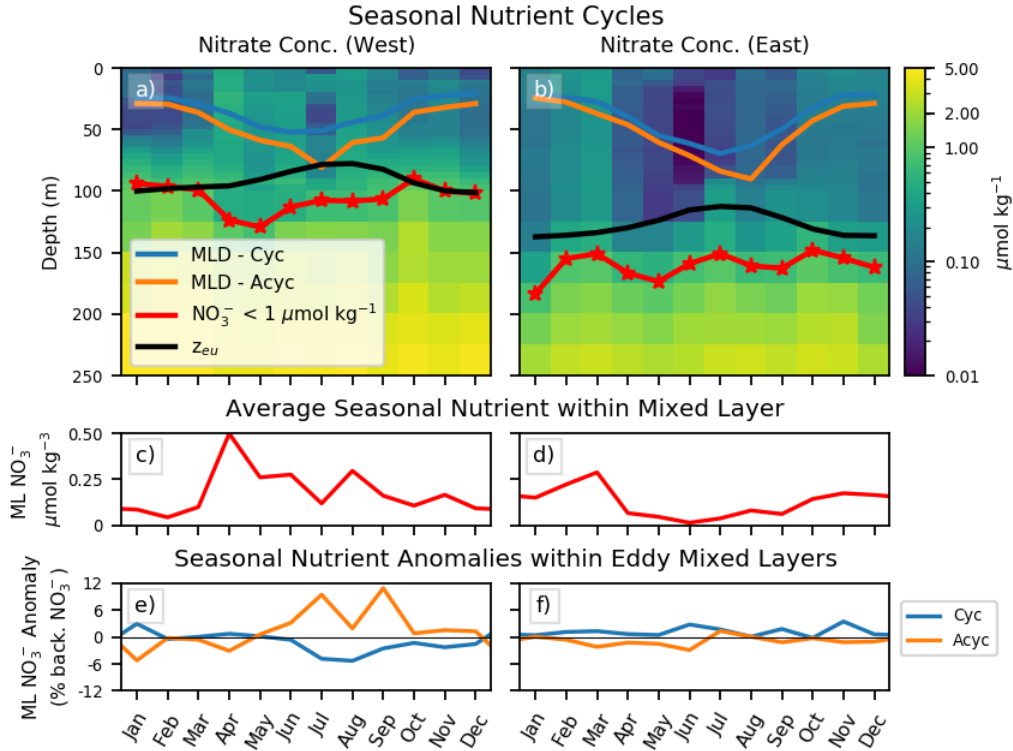 Seasonal Nutrient Cycles
Nitrate Conc. (West)
Nitrate Conc. (East)
a)
b)
0
50
100
150
200
250
Depth (m)
MLD - Cyc
MLD - Acyc
NO₃⁻ < 1 μmol kg⁻¹
z_eu
5.00
2.00
1.00
0.10
0.01
μmol kg⁻¹
Average Seasonal Nutrient within Mixed Layer
c)
d)
0.50
0.25
0
ML NO₃⁻
μmol kg⁻³
Seasonal Nutrient Anomalies within Eddy Mixed Layers
e)
f)
12
6
0
-6
-12
ML NO₃⁻ Anomaly
(% back. NO₃⁻)
Cyc
Acyc
Jan Feb Mar Apr May Jun Jul Aug Sep Oct Nov Dec
Jan Feb Mar Apr May Jun Jul Aug Sep Oct Nov Dec